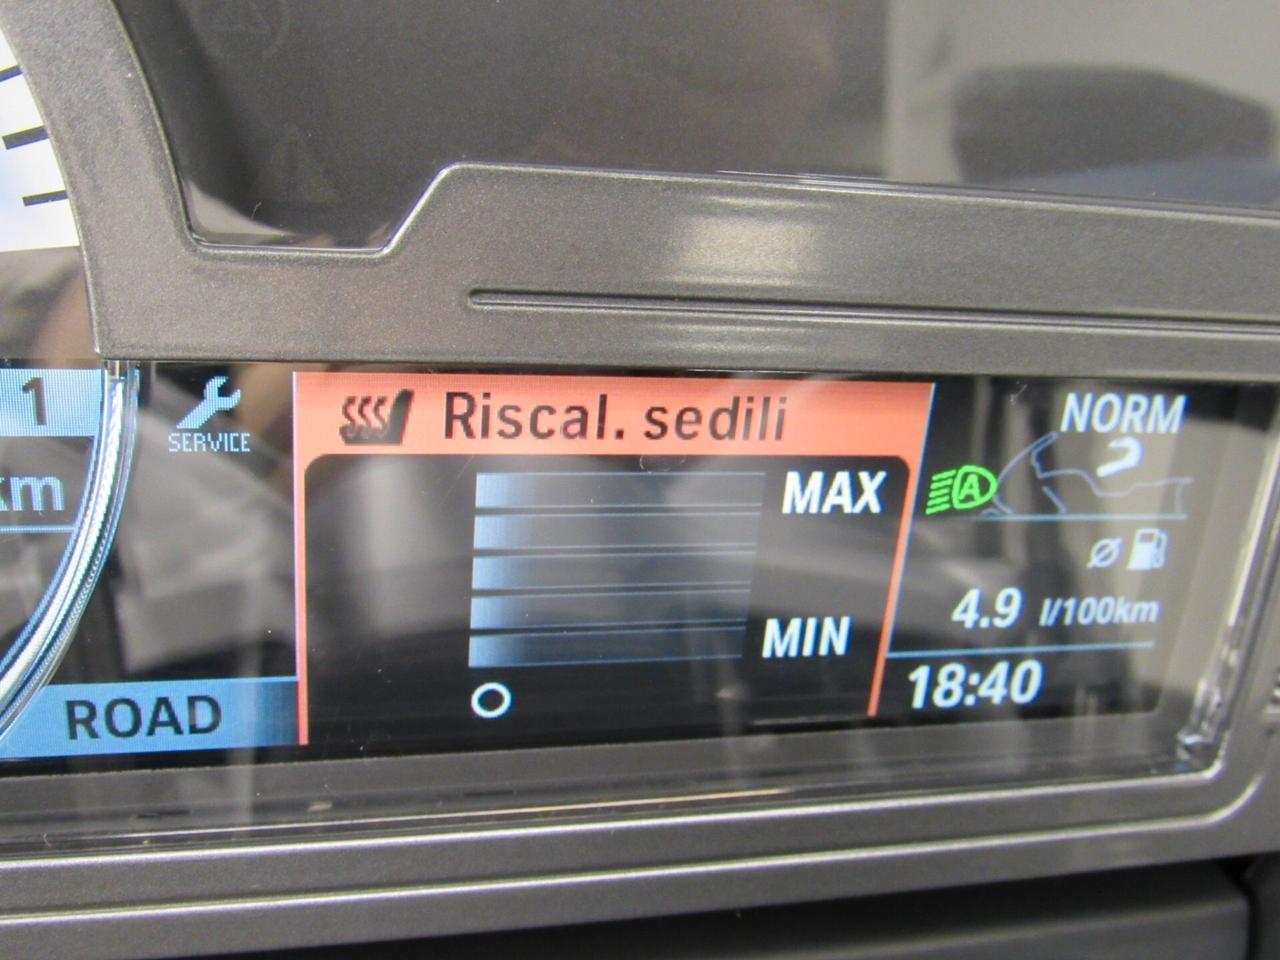 1
km
SERVICE
ROAD
Riscal. sedili
MAX
MIN
NORM
A
4.9 l/100km
18:40